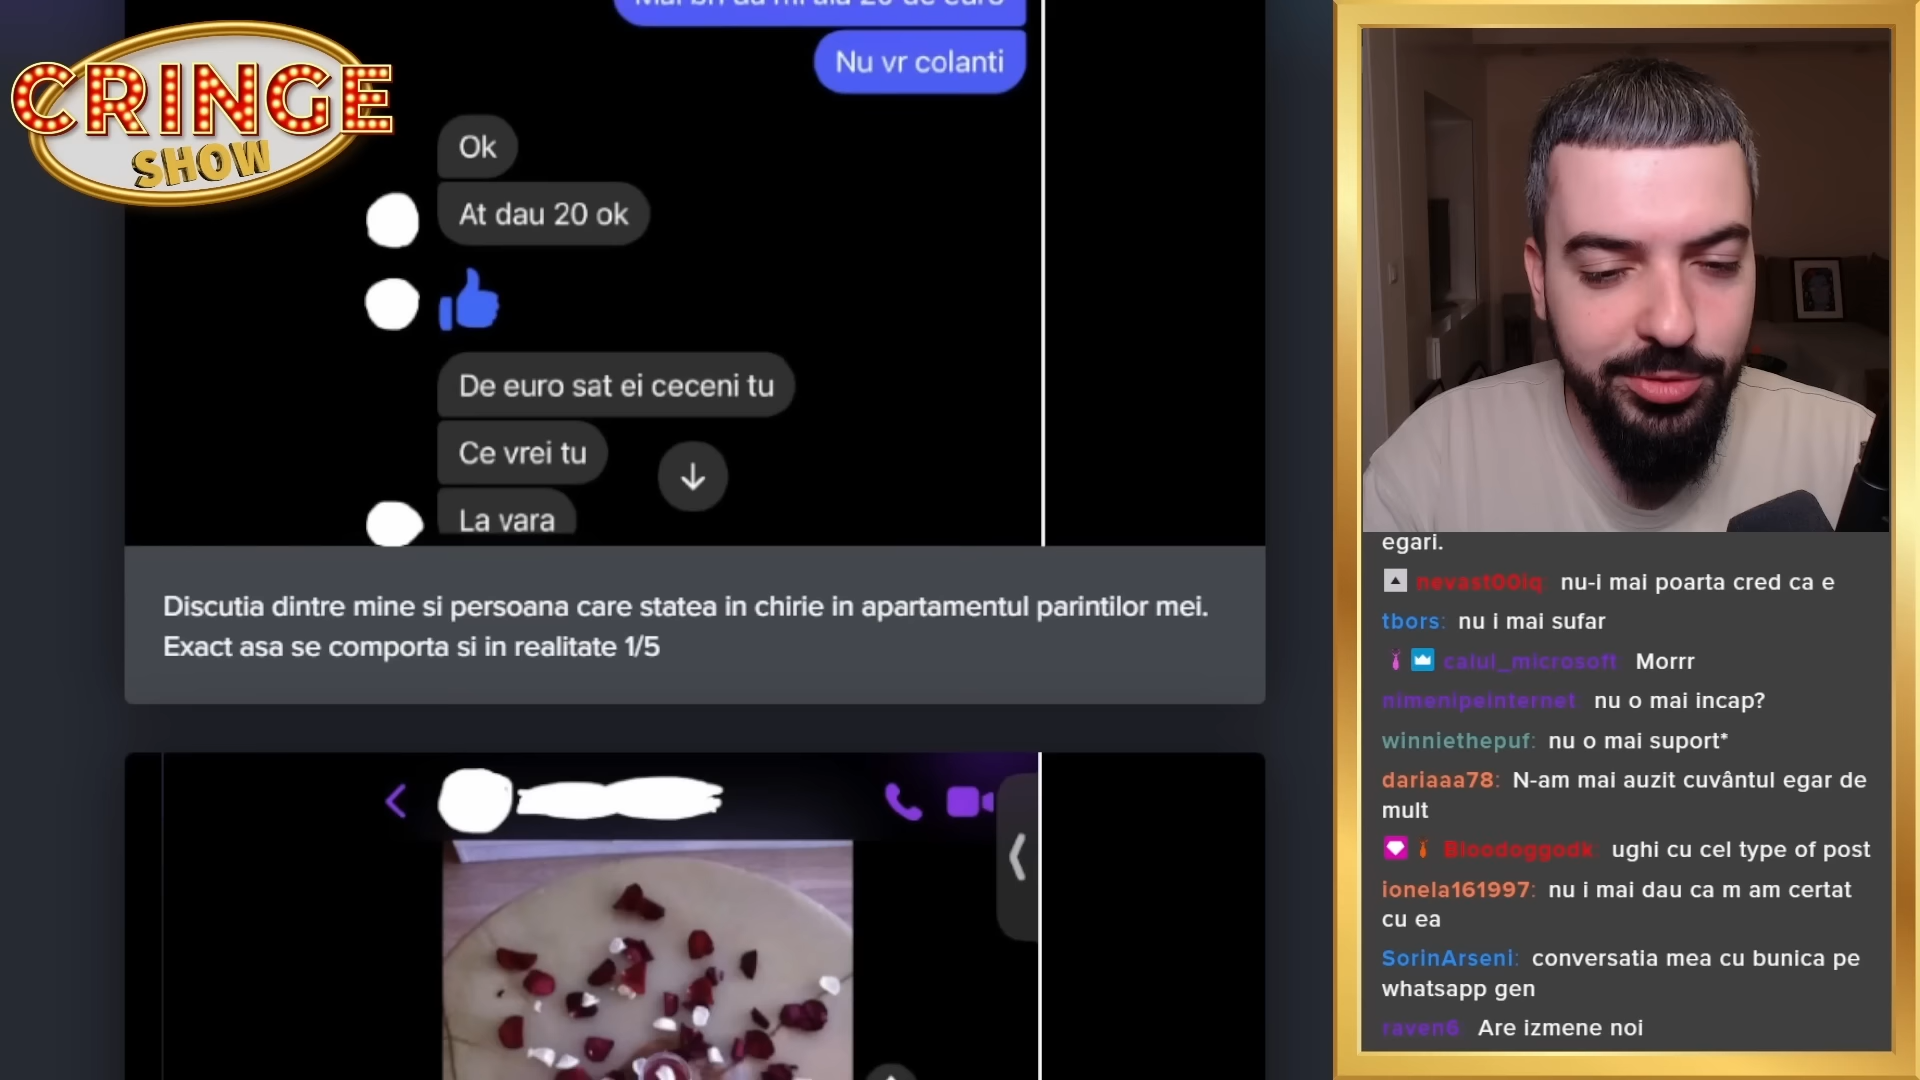 CRINGE
SHOW
Nu vr colanti
Ok
At dau 20 ok
De euro sat ei ceceni tu
Ce vrei tu
La vara
Discutia dintre mine si persoana care statea in chirie in apartamentul parintilor mei.
Exact asa se comporta si in realitate 1/5
egari.
nevast00iq: nu-i mai poarta cred ca e
tbors: nu i mai sufar
calul_microsoft Morrr
nimenipeinternet nu o mai incap?
winniethepuf: nu o mai suport*
dariaaa78: N-am mai auzit cuvântul egar de
mult
Bloodoggodk: ughi cu cel type of post
ionela161997: nu i mai dau ca m am certat
cu ea
SorinArseni: conversatia mea cu bunica pe
whatsapp gen
raven6 Are izmene noi